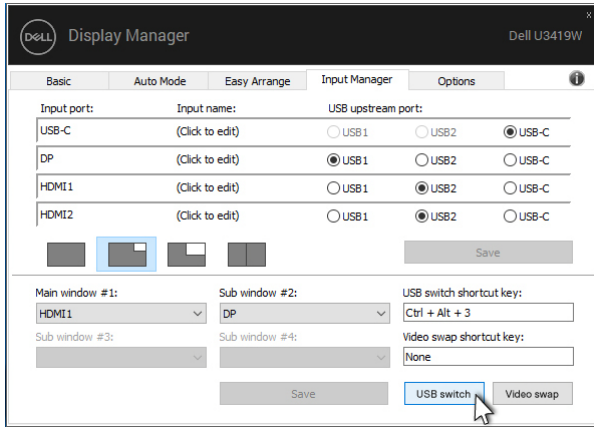 DELL Display Manager Dell U3419W
Basic Auto Mode Easy Arrange Input Manager Options
Input port: Input name: USB upstream port:
USB-C (Click to edit) USB1 USB2 USB-C
DP (Click to edit) USB1 USB2 USB-C
HDMI1 (Click to edit) USB1 USB2 USB-C
HDMI2 (Click to edit) USB1 USB2 USB-C
Save
Main window #1: Sub window #2: USB switch shortcut key:
HDMI1 DP Ctrl + Alt + 3
Sub window #3: Sub window #4: Video swap shortcut key:
None
Save USB switch Video swap